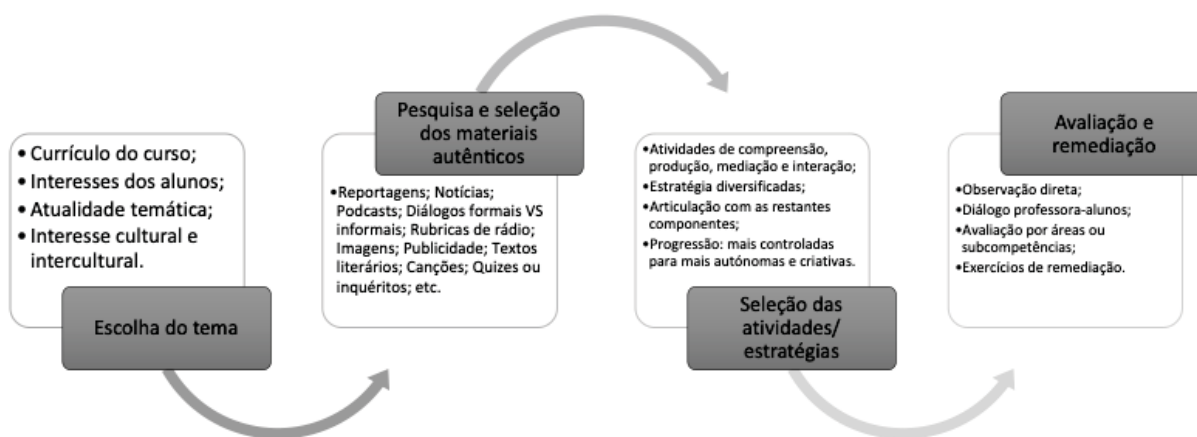 • Currículo do curso;
• Interesses dos alunos;
• Atualidade temática;
• Interesse cultural e
intercultural.
Escolha do tema
Pesquisa e seleção
dos materiais
autênticos
•Reportagens; Notícias;
Podcasts; Diálogos formais VS
informais; Rubricas de rádio;
Imagens; Publicidade; Textos
literários; Canções; Quizes ou
inquéritos; etc.
•Atividades de compreensão,
produção, mediação e interação;
•Estratégia diversificadas;
•Articulação com as restantes
componentes;
•Progressão: mais controladas
para mais autónomas e criativas.
Seleção das
atividades/
estratégias
Avaliação e
remediação
•Observação direta;
•Diálogo professora-alunos;
•Avaliação por áreas ou
subcompetências;
•Exercícios de remediação.